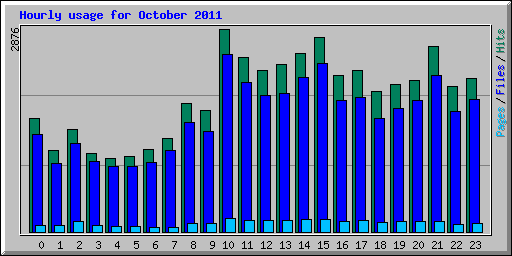 Hourly usage for October 2011
2876
Pages / Files / Hits
0 1 2 3 4 5 6 7 8 9 10 11 12 13 14 15 16 17 18 19 20 21 22 23